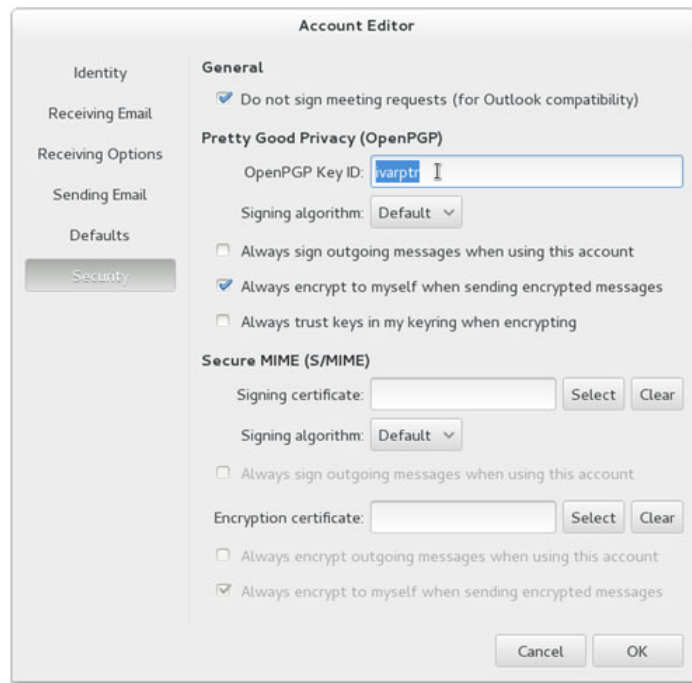 Account Editor
Identity
Receiving Email
Receiving Options
Sending Email
Defaults
Security
General
Do not sign meeting requests (for Outlook compatibility)
Pretty Good Privacy (OpenPGP)
OpenPGP Key ID: ivarptr
Signing algorithm: Default
Always sign outgoing messages when using this account
Always encrypt to myself when sending encrypted messages
Always trust keys in my keyring when encrypting
Secure MIME (S/MIME)
Signing certificate: Select Clear
Signing algorithm: Default
Always sign outgoing messages when using this account
Encryption certificate: Select Clear
Always encrypt outgoing messages when using this account
Always encrypt to myself when sending encrypted messages
Cancel OK